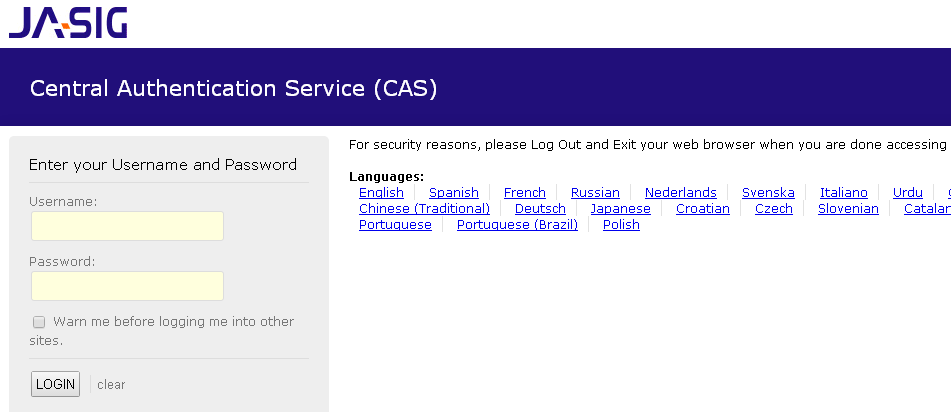 JASIG
Central Authentication Service (CAS)
Enter your Username and Password
Username:
Password:
Warn me before logging me into other
sites.
LOGIN clear
For security reasons, please Log Out and Exit your web browser when you are done accessing
Languages:
English Spanish French Russian Nederlands Svenska Italiano Urdu
Chinese (Traditional) Deutsch Japanese Croatian Czech Slovenian Catalan
Portuguese Portuguese (Brazil) Polish